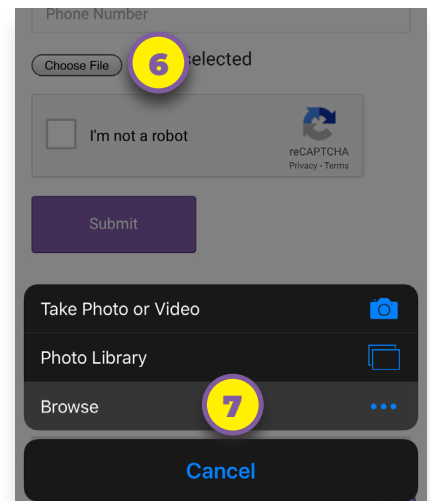 Phone Number
Choose File 6 selected
I'm not a robot
reCAPTCHA
Privacy - Terms
Submit
Take Photo or Video
Photo Library
Browse 7
Cancel